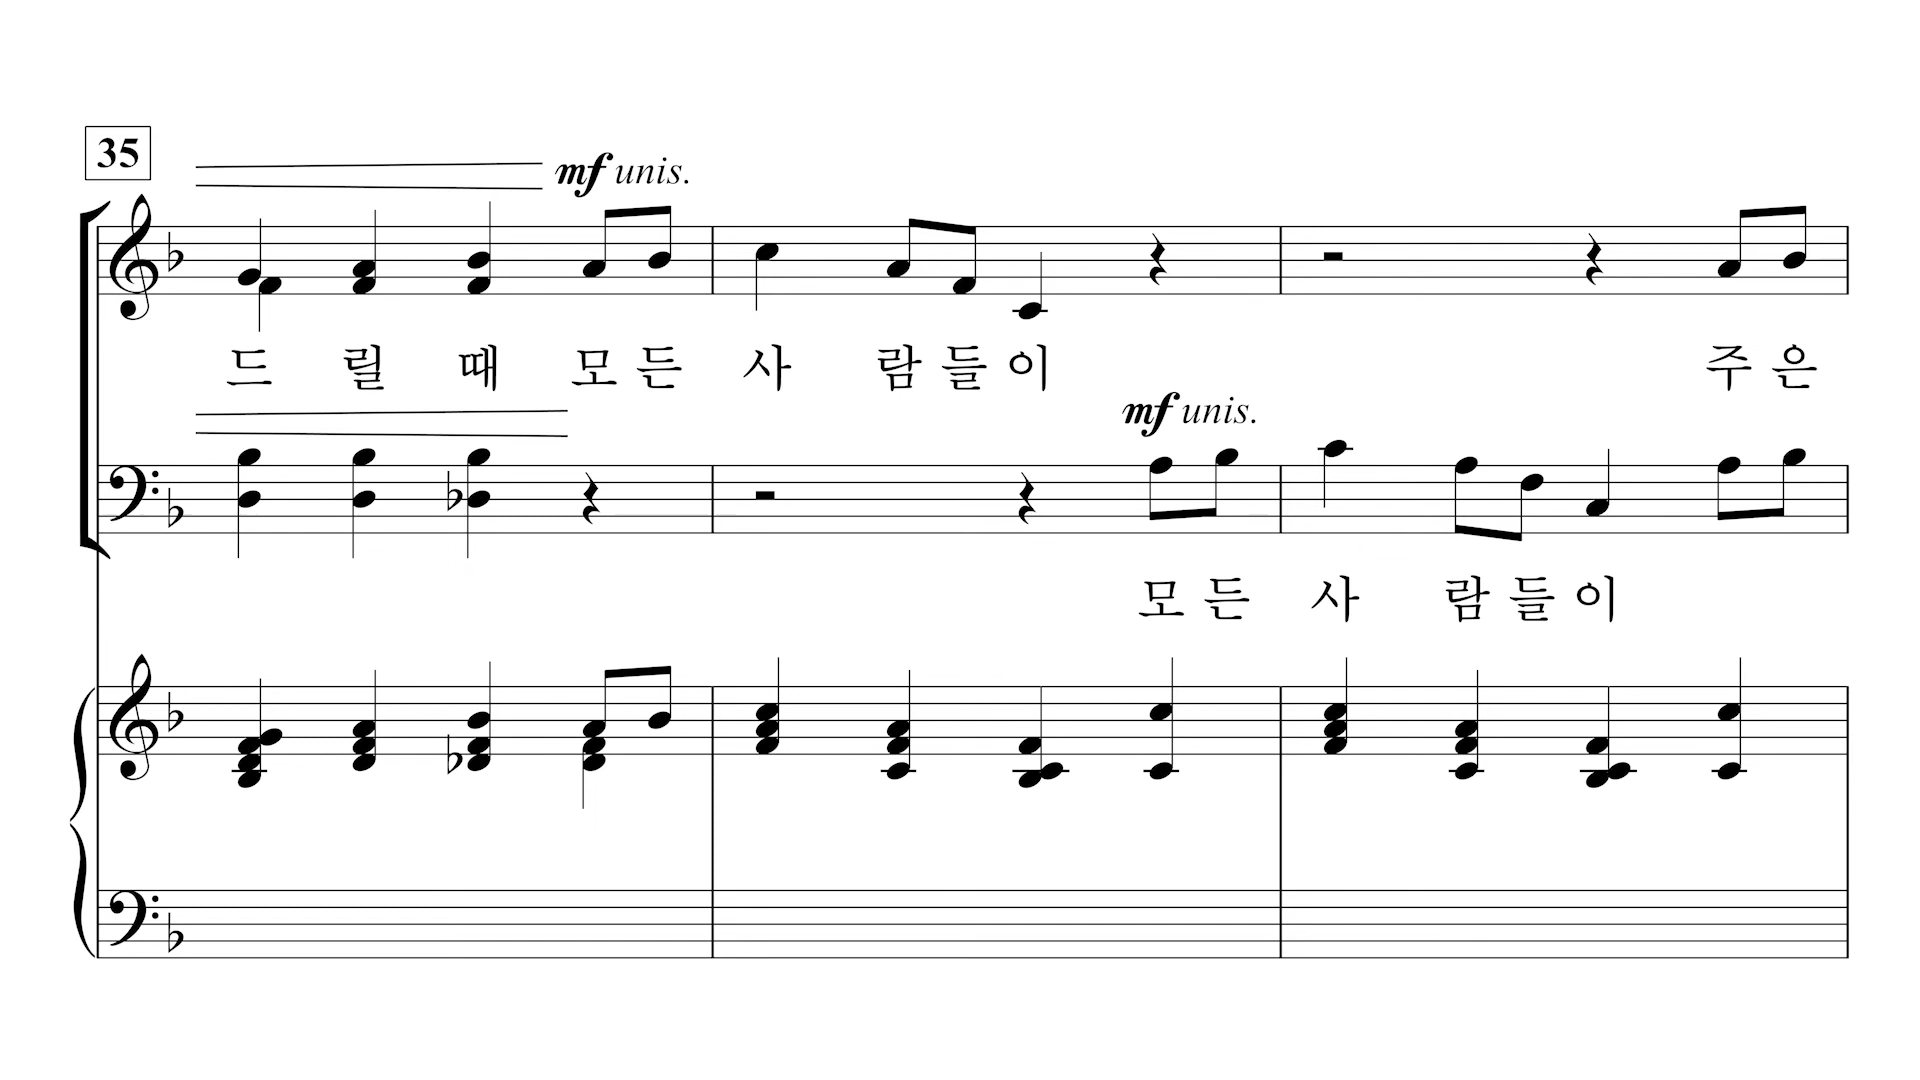 35
mf unis.
드 릴 때 모 든 사 람 들 이 주 은
mf unis.
모 든 사 람 들 이